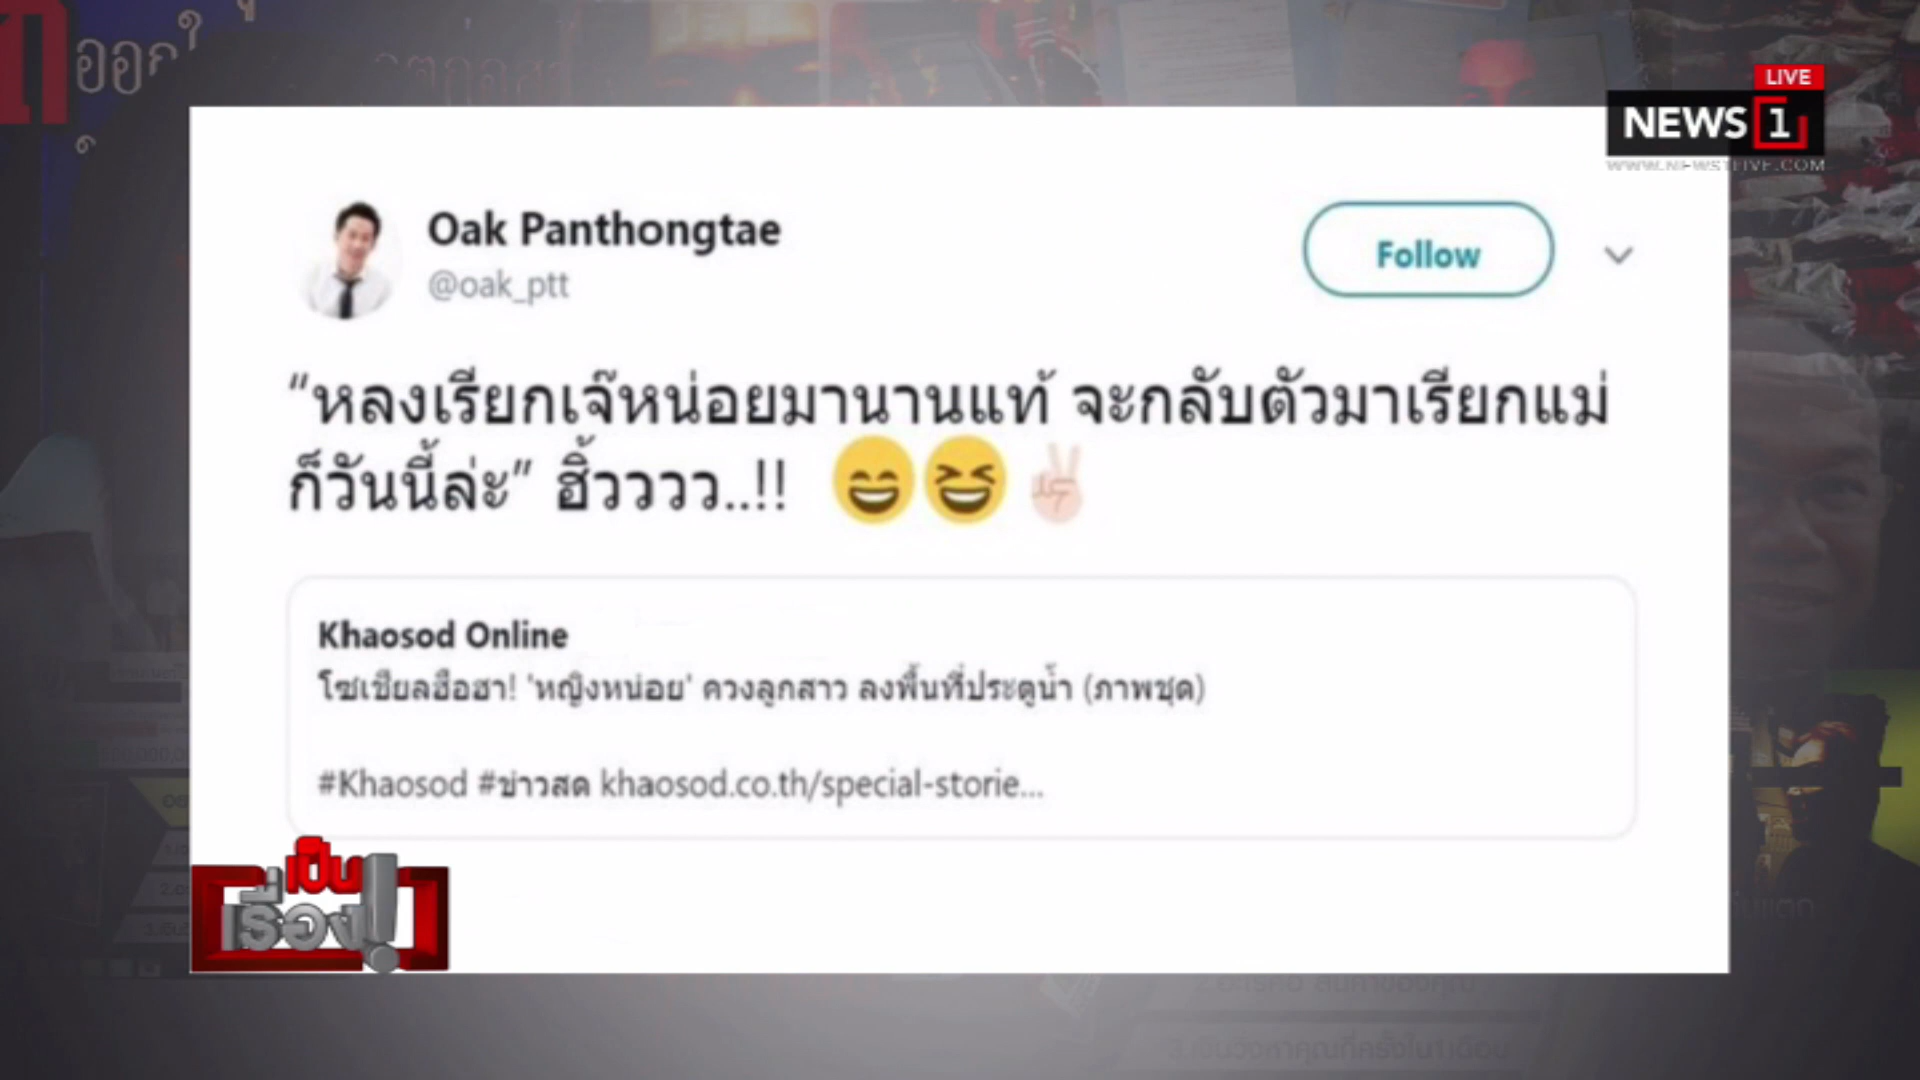 LIVE
NEWS 1
WWW.NEWS1LIVE.COM
Oak Panthongtae
@oak_ptt
Follow
“หลงเรียกเจ๊หน่อยมานานแท้ จะกลับตัวมาเรียกแม่
ก็วันนี้ล่ะ” ฮิ้วววว..!! 😄😆✌🏻
Khaosod Online
โซเชียลฮือฮา! 'หญิงหน่อย' ควงลูกสาว ลงพื้นที่ประตูน้ำ (ภาพชุด)
#Khaosod #ข่าวสด khaosod.co.th/special-storie...
เป็น
เรื่อง!